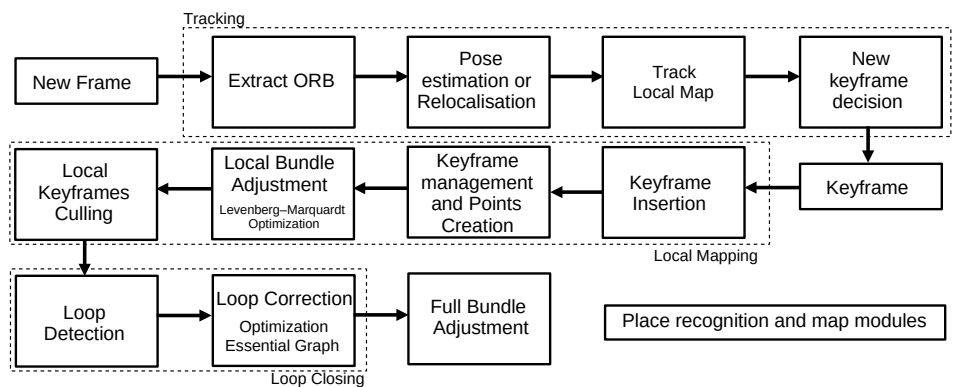 Tracking
New Frame
Extract ORB
Pose
estimation or
Relocalisation
Track
Local Map
New
keyframe
decision
Local
Keyframes
Culling
Local Bundle
Adjustment
Levenberg–Marquardt
Optimization
Keyframe
management
and Points
Creation
Keyframe
Insertion
Keyframe
Local Mapping
Loop
Detection
Loop Correction
Optimization
Essential Graph
Full Bundle
Adjustment
Place recognition and map modules
Loop Closing